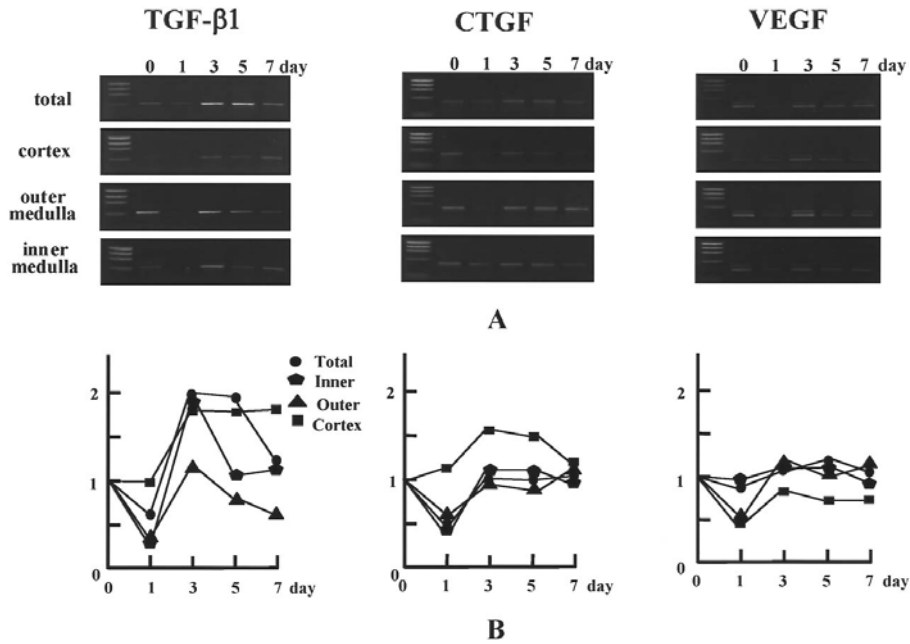 TGF-β1 CTGF VEGF
0 1 3 5 7 day 0 1 3 5 7 0 1 3 5 7 day
total
cortex
outer
medulla
inner
medulla
A
Total
Inner
Outer
Cortex
2 2 2
1 1 1
0 0 0
0 1 3 5 7 day 0 1 3 5 7 day 0 1 3 5 7 day
B